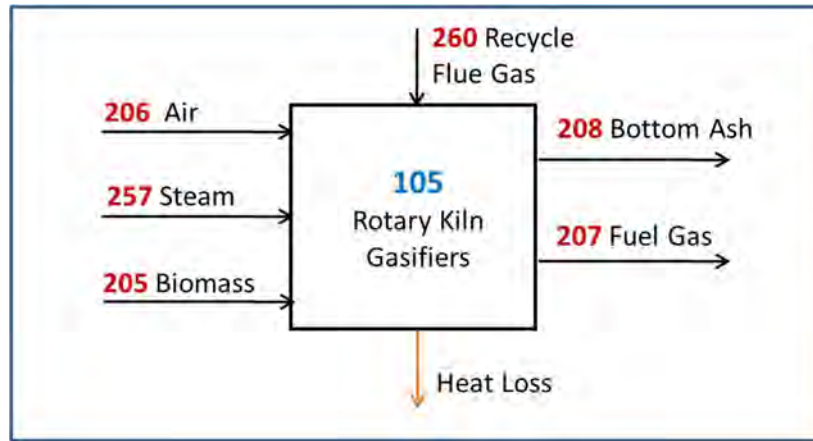 260 Recycle
Flue Gas
206 Air
208 Bottom Ash
105
257 Steam
Rotary Kiln
207 Fuel Gas
Gasifiers
205 Biomass
Heat Loss